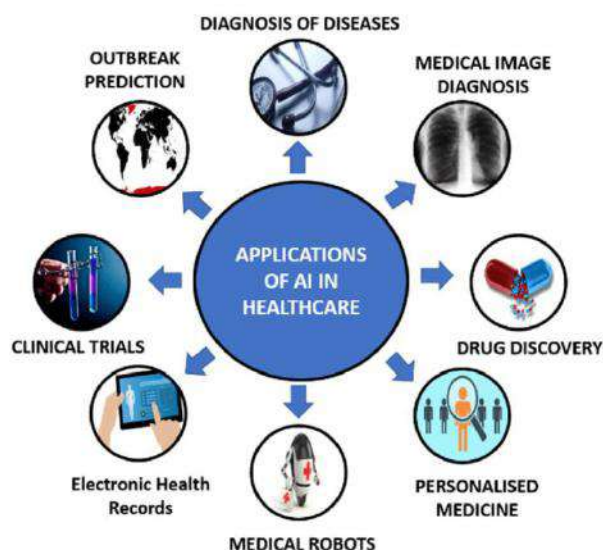 DIAGNOSIS OF DISEASES
OUTBREAK
PREDICTION
MEDICAL IMAGE
DIAGNOSIS
APPLICATIONS
OF AI IN
HEALTHCARE
CLINICAL TRIALS
DRUG DISCOVERY
Electronic Health
Records
PERSONALISED
MEDICINE
MEDICAL ROBOTS